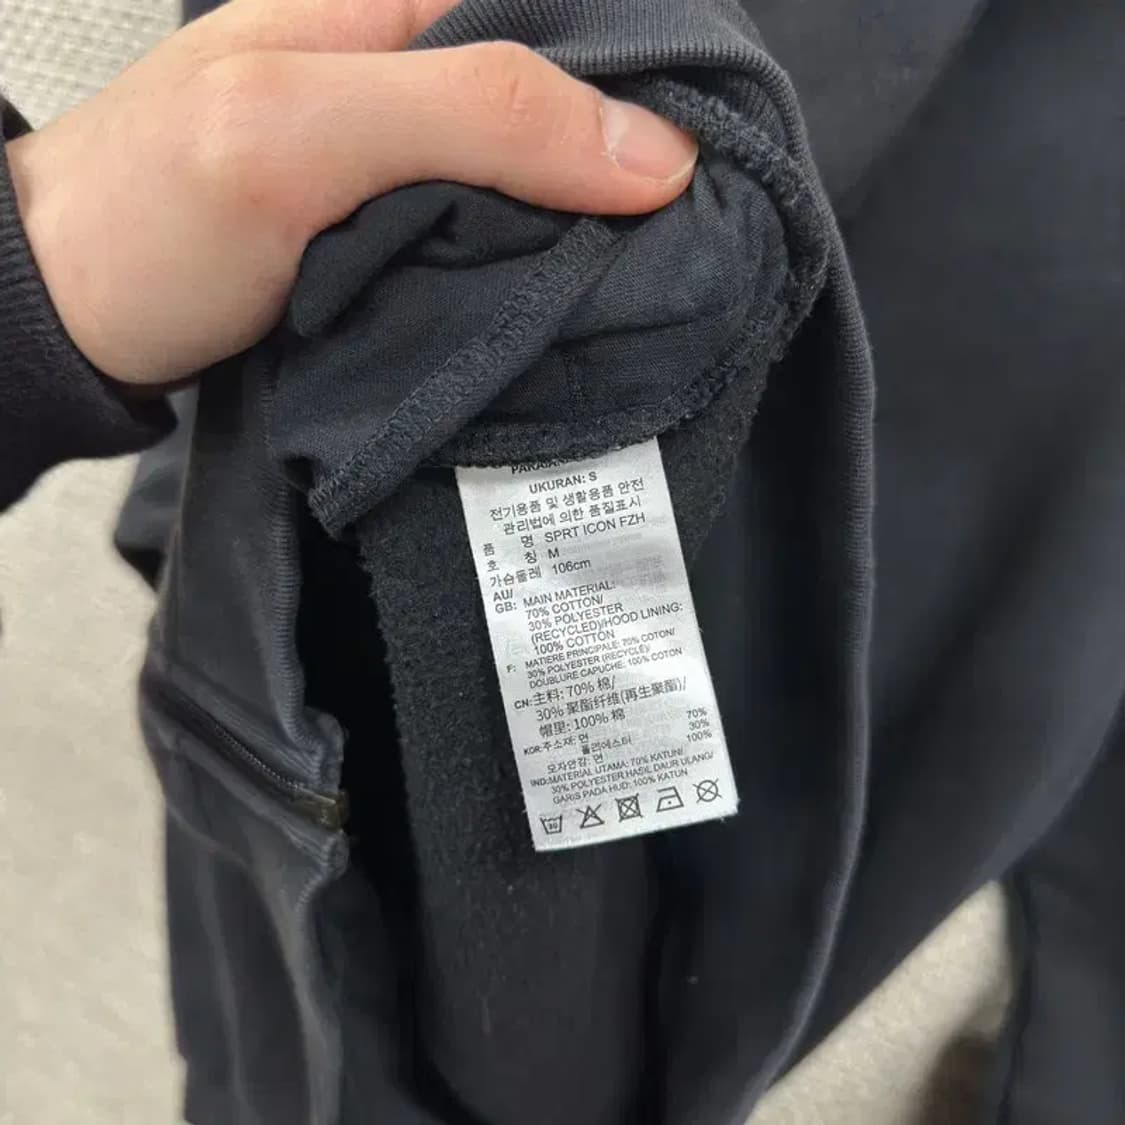 UKURAN: S
전기용품 및 생활용품 안전
관리법에 의한 품질표시
품 명 SPRT ICON FZH
호 칭 M
가슴둘레 106cm
AU/
GB: MAIN MATERIAL:
70% COTTON/
30% POLYESTER
(RECYCLED)/HOOD LINING:
100% COTTON
F: MATIERE PRINCIPALE: 70% COTON/
30% POLYESTER (RECYCLE)/
DOUBLURE CAPUCHE: 100% COTON
CN: 主料: 70% 棉/
30% 聚酯纤维(再生聚酯)/
帽里: 100% 棉
KOR: 주소재: 면 70%
폴리에스터 30%
모자안감: 면 100%
IND: MATERIAL UTAMA: 70% KATUN/
30% POLYESTER HASIL DAUR ULANG/
GARIS PADA HUD: 100% KATUN
30